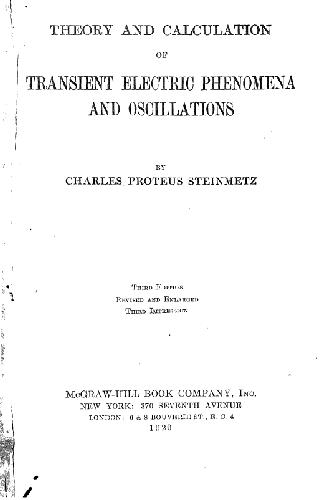 THEORY AND CALCULATION
OF
TRANSIENT ELECTRIC PHENOMENA
AND OSCILLATIONS
BY
CHARLES PROTEUS STEINMETZ
THIRD EDITION
REVISED AND ENLARGED
THIRD IMPRESSION
McGRAW-HILL BOOK COMPANY, INC.
NEW YORK: 370 SEVENTH AVENUE
LONDON: 6 & 8 BOUVERIE ST., E. C. 4